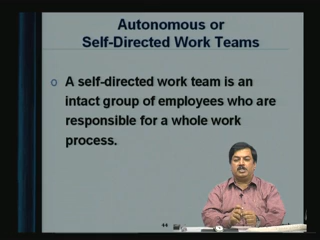 Autonomous or
Self-Directed Work Teams
o A self-directed work team is an
intact group of employees who are
responsible for a whole work
process.